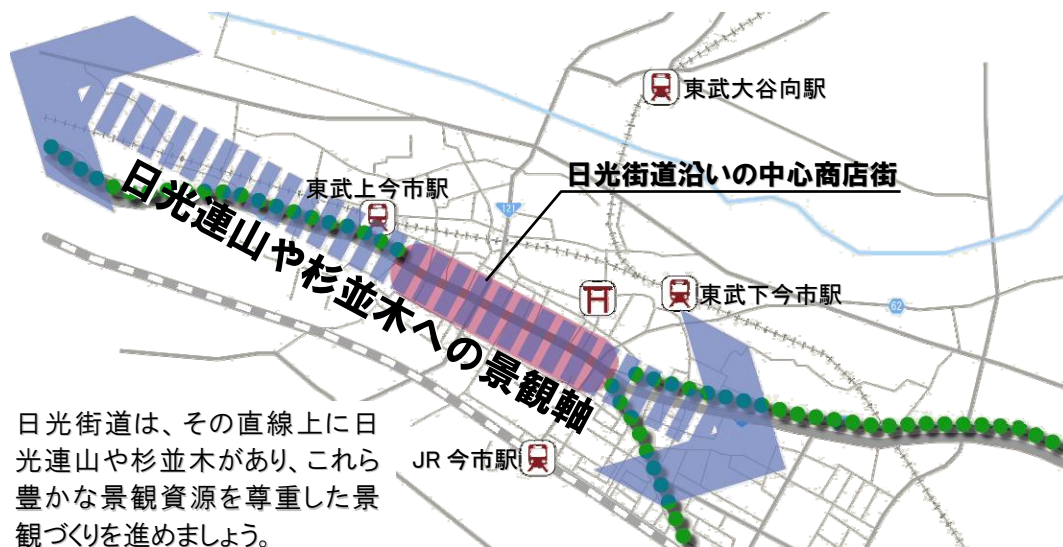 東武大谷向駅
日光街道沿いの中心商店街
東武上今市駅
121
東武下今市駅
62
日光連山や杉並木への景観軸
JR今市駅
日光街道は、その直線上に日
光連山や杉並木があり、これら
豊かな景観資源を尊重した景
観づくりを進めましょう。